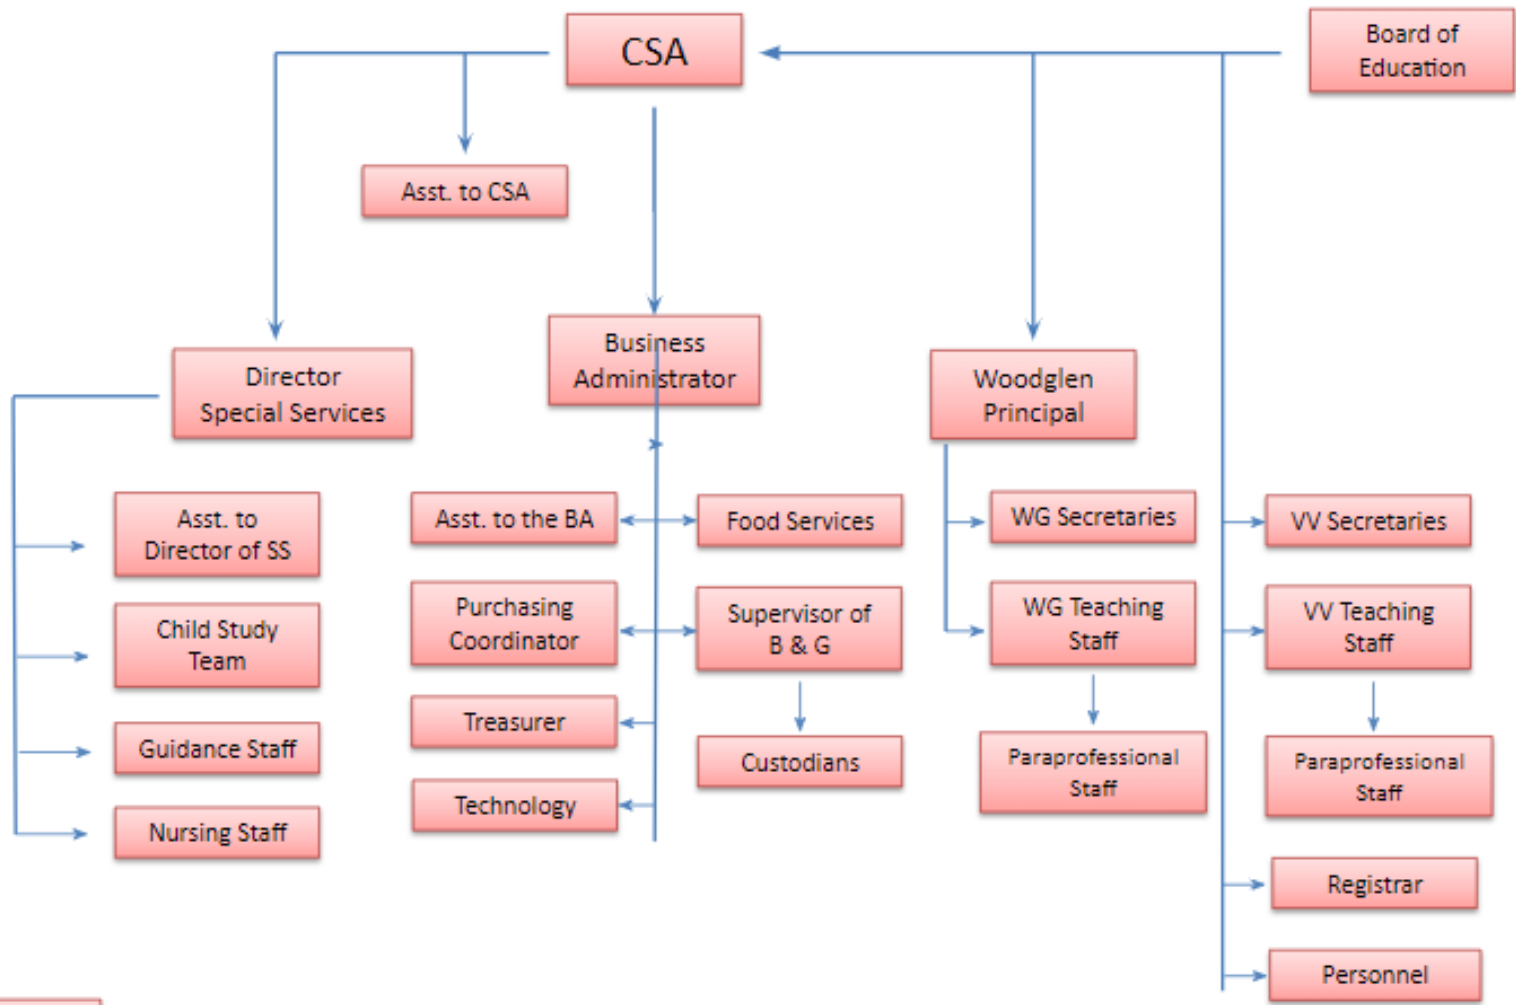 CSA
Board of
Education
Asst. to CSA
Director
Special Services
Business
Administrator
Woodglen
Principal
Asst. to
Director of SS
Child Study
Team
Guidance Staff
Nursing Staff
Asst. to the BA
Purchasing
Coordinator
Treasurer
Technology
Food Services
Supervisor of
B & G
Custodians
WG Secretaries
WG Teaching
Staff
Paraprofessional
Staff
VV Secretaries
VV Teaching
Staff
Paraprofessional
Staff
Registrar
Personnel